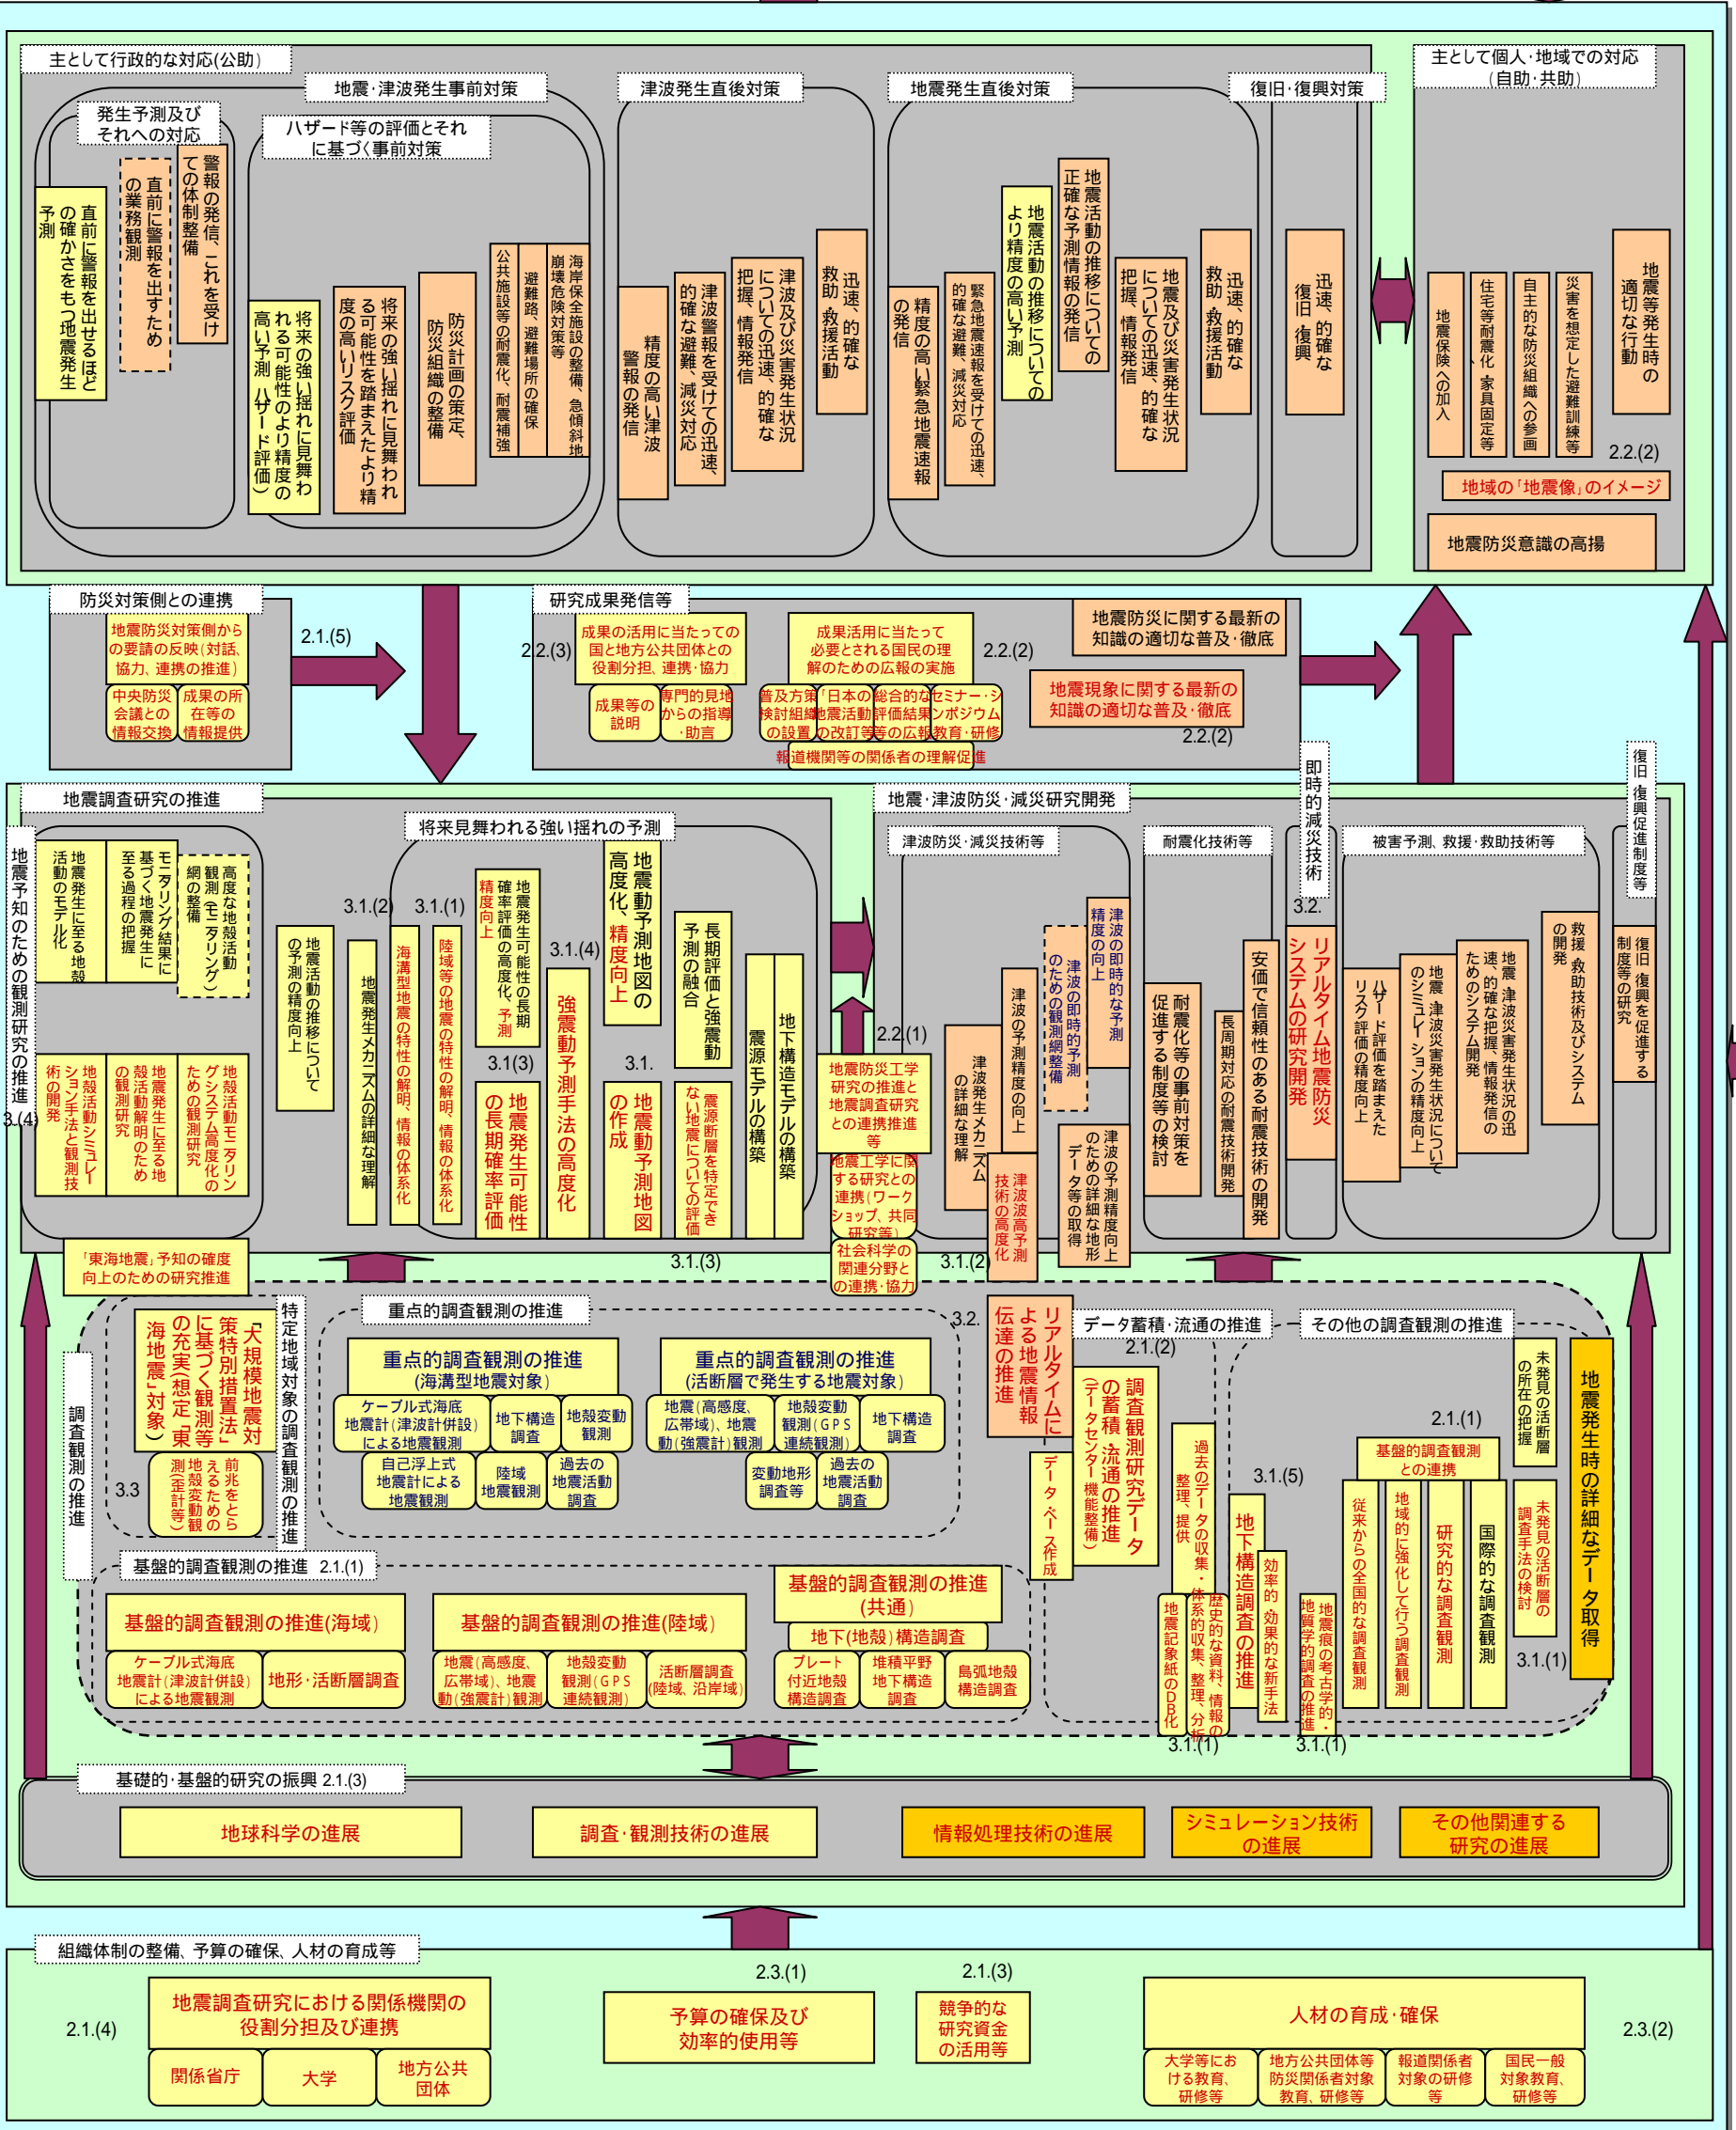 主として行政的な対応(公助)
主として個人・地域での対応
(自助・共助)
地震・津波発生事前対策
津波発生直後対策
地震発生直後対策
復旧・復興対策
発生予測及び
それへの対応
ハザード等の評価とそれ
に基づく事前対策
直前に警報を出せるほど
の確かさをもつ地震発生
予測
直前に警報を出すため
の業務観測
警報の発信、これを受け
ての体制整備
将来の強い揺れに見舞わ
れる可能性のより精度の
高い予測(ハザード評価)
将来の強い揺れに見舞われ
る可能性を踏まえたより精
度の高いリスク評価
防災計画の策定、
防災組織の整備
公共施設等の耐震化、耐震補強
避難路、避難場所の確保
海岸保全施設の整備、急傾斜地
崩壊危険対策等
精度の高い津波
警報の発信
津波警報を受けての迅速、
的確な避難、減災対応
津波及び災害発生状況
についての迅速、的確な
把握、情報発信
迅速、的確な
救助・救援活動
精度の高い緊急地震速報
の発信
緊急地震速報を受けての迅速、
的確な避難、減災対応
地震活動の推移についての
より精度の高い予測
地震活動の推移についての
正確な予測情報の発信
地震及び災害発生状況
についての迅速、的確な
把握、情報発信
迅速、的確な
救助・救援活動
迅速、的確な
復旧・復興
地震保険への加入
住宅等耐震化、家具固定等
自主的な防災組織への参画
災害を想定した避難訓練等
地震等発生時の
適切な行動
2.2.(2)
地域の「地震像」のイメージ
地震防災意識の高揚
防災対策側との連携
地震防災対策側から
の要請の反映(対話、
協力、連携の推進)
中央防災
会議との
情報交換
成果の所
在等の
情報提供
2.1.(5)
研究成果発信等
2.2.(3)
成果の活用に当たっての
国と地方公共団体との
役割分担、連携・協力
成果等の
説明
専門的見地
からの指導
・助言
成果活用に当たって
必要とされる国民の理
解のための広報の実施
2.2.(2)
普及方策
検討組織
の設置
「日本の
地震活動」
の改訂等
総合的な
評価結果
等の広報
セミナー・シ
ンポジウム
教育・研修
報道機関等の関係者の理解促進
地震防災に関する最新の
知識の適切な普及・徹底
地震現象に関する最新の
知識の適切な普及・徹底
2.2.(2)
地震調査研究の推進
地震予知のための観測研究の推進
3.(4)
地震発生に至る地殻
活動のモデル化
モニタリング結果に
基づく地震発生に
至る過程の把握
高度な地殻活動
観測(モニタリング)
網の整備
地殻活動シミュレー
ション手法と観測技
術の開発
地震発生に至る地
殻活動解明のため
の観測研究
地殻活動モニタリン
グシステム高度化の
ための観測研究
「東海地震」予知の確度
向上のための研究推進
将来見舞われる強い揺れの予測
地震活動の推移について
の予測の精度向上
3.1.(2)
地震発生メカニズムの詳細な理解
3.1.(1)
海溝型地震の特性の解明、情報の体系化
陸域等の地震の特性の解明、情報の体系化
地震発生可能性の長期
確率評価の高度化、予測
精度向上
3.1(3)
地震発生可能性
の長期確率評価
3.1.(4)
強震動予測手法の高度化
地震動予測地図の
高度化、精度向上
3.1.
地震動予測地図
の作成
長期評価と強震動
予測の融合
震源断層を特定でき
ない地震についての評価
3.1.(3)
震源モデルの構築
地下構造モデルの構築
2.2.(1)
地震防災工学
研究の推進と
地震調査研究
との連携推進
等
地震工学に関
する研究との
連携(ワーク
ショップ、共同
研究等)
社会科学の
関連分野と
の連携・協力
地震・津波防災・減災研究開発
津波防災・減災技術等
津波発生メカニズム
の詳細な理解
津波の予測精度の向上
3.1.(2)
津波波高予測
技術の高度化
津波の即時的予測
のための観測網整備
津波の即時的な予測
精度の向上
津波の予測精度向上
のための詳細な地形
データ等の取得
耐震化技術等
耐震化等の事前対策を
促進する制度等の検討
長周期対応の耐震技術開発
安価で信頼性のある耐震技術の開発
即時的減災技術
3.2.
リアルタイム地震防災
システムの研究開発
被害予測、救援・救助技術等
ハザード評価を踏まえた
リスク評価の精度向上
地震・津波災害発生状況について
のシミュレーションの精度向上
地震・津波災害発生状況の迅
速、的確な把握、情報発信の
ためのシステム開発
救援・救助技術及びシステム
の開発
復旧・復興促進制度等
復旧・復興を促進する
制度等の研究
調査観測の推進
特定地域対象の調査観測の推進
「大規模地震対
策特別措置法」
に基づく観測等
の充実(想定「東
海地震」対象)
3.3
前兆をとら
えるための
地殻変動観
測(歪計等)
重点的調査観測の推進
重点的調査観測の推進
(海溝型地震対象)
ケーブル式海底
地震計(津波計併設)
による地震観測
地下構造
調査
地殻変動
観測
自己浮上式
地震計による
地震観測
陸域
地震観測
過去の
地震活動
調査
重点的調査観測の推進
(活断層で発生する地震対象)
地震(高感度、
広帯域)、地震
動(強震計)観測
地殻変動
観測(GPS
連続観測)
地下構造
調査
変動地形
調査等
過去の
地震活動
調査
3.2.
リアルタイムに
よる地震情報
伝達の推進
データ蓄積・流通の推進
2.1.(2)
調査観測研究データ
の蓄積・流通の推進
(データセンター機能整備)
データベース作成
過去のデータの収集・
整理、提供
地震記象紙のDB化
歴史的な資料、情報の
体系的収集、整理、分析
3.1.(1)
その他の調査観測の推進
3.1.(5)
地下構造調査の推進
効率的・効果的な新手法
地震痕の考古学的・
地質学的調査の推進
3.1.(1)
2.1.(1)
基盤的調査観測
との連携
従来からの全国的な調査観測
地域的に強化して行う調査観測
研究的な調査観測
国際的な調査観測
未発見の活断層
の所在の把握
未発見の活断層の
調査手法の検討
3.1.(1)
地震発生時の詳細なデータ取得
基盤的調査観測の推進 2.1.(1)
基盤的調査観測の推進(海域)
ケーブル式海底
地震計(津波計併設)
による地震観測
地形・活断層調査
基盤的調査観測の推進(陸域)
地震(高感度、
広帯域)、地震
動(強震計)観測
地殻変動
観測(GPS
連続観測)
活断層調査
(陸域、沿岸域)
基盤的調査観測の推進
(共通)
地下(地殻)構造調査
プレート
付近地殻
構造調査
堆積平野
地下構造
調査
島弧地殻
構造調査
基礎的・基盤的研究の振興 2.1.(3)
地球科学の進展
調査・観測技術の進展
情報処理技術の進展
シミュレーション技術
の進展
その他関連する
研究の進展
組織体制の整備、予算の確保、人材の育成等
2.1.(4)
地震調査研究における関係機関の
役割分担及び連携
関係省庁
大学
地方公共
団体
2.3.(1)
予算の確保及び
効率的使用等
2.1.(3)
競争的な
研究資金
の活用等
人材の育成・確保
2.3.(2)
大学等にお
ける教育、
研修等
地方公共団体等
防災関係者対象
教育、研修等
報道関係者
対象の研修
等
国民一般
対象教育、
研修等